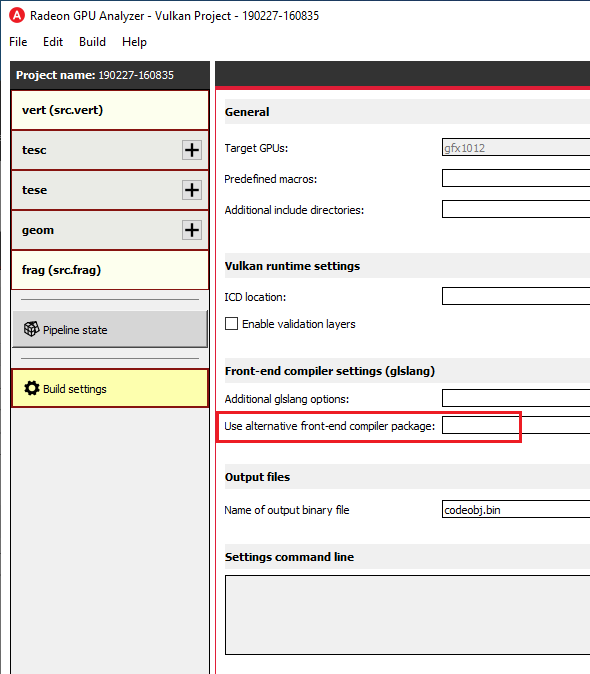 Radeon GPU Analyzer - Vulkan Project - 190227-160835
File Edit Build Help
Project name: 190227-160835
vert (src.vert)
tesc
tese
geom
frag (src.frag)
Pipeline state
Build settings
General
Target GPUs: gfx1012
Predefined macros:
Additional include directories:
Vulkan runtime settings
ICD location:
Enable validation layers
Front-end compiler settings (glslang)
Additional glslang options:
Use alternative front-end compiler package:
Output files
Name of output binary file codeobj.bin
Settings command line